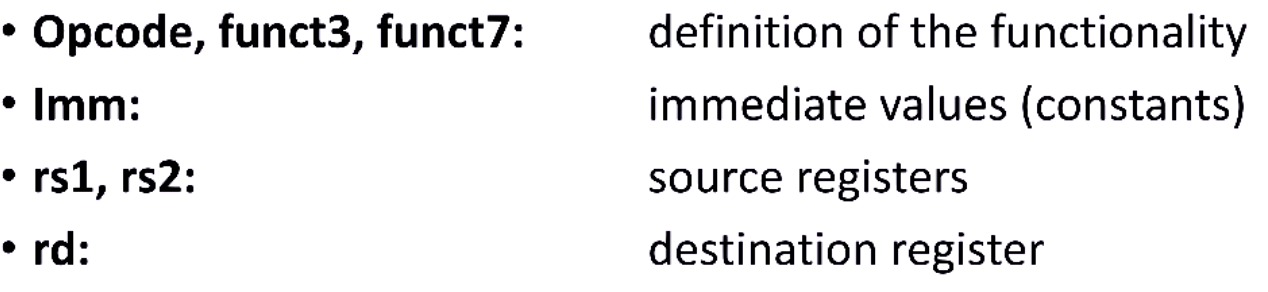 • Opcode, funct3, funct7: definition of the functionality
• Imm: immediate values (constants)
• rs1, rs2: source registers
• rd: destination register